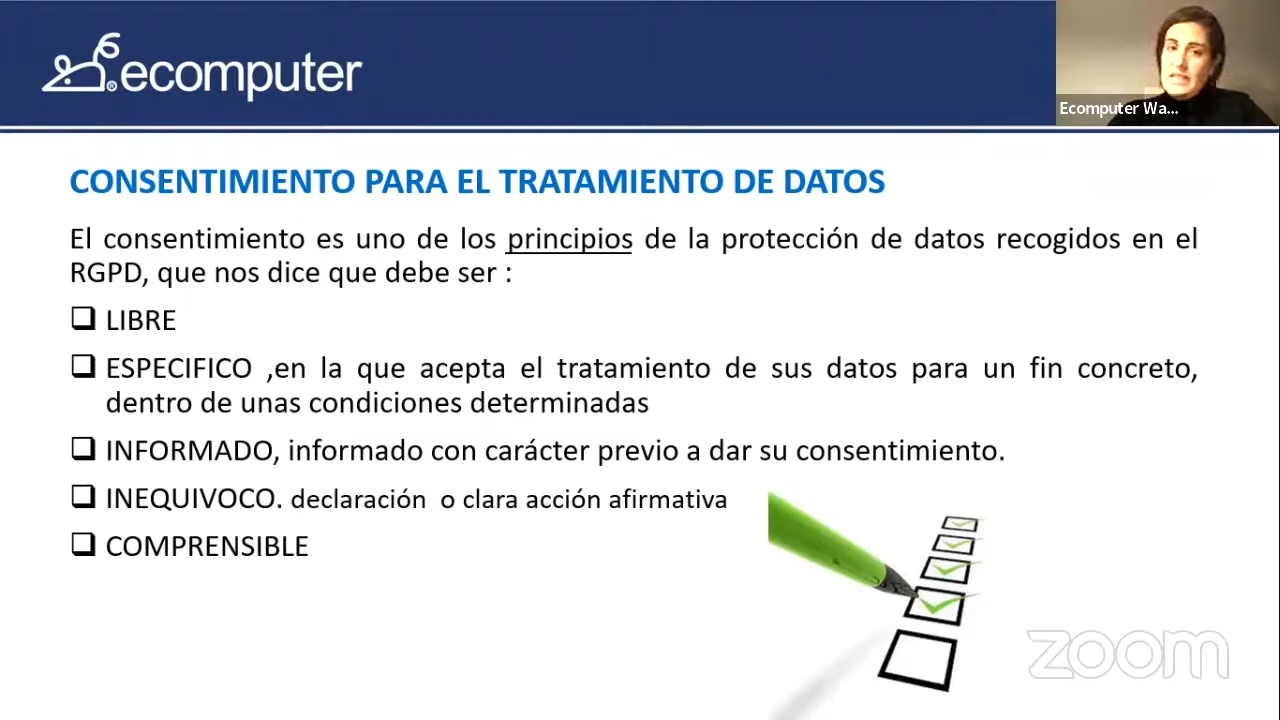 ecomputer
Ecomputer Wa...
CONSENTIMIENTO PARA EL TRATAMIENTO DE DATOS
El consentimiento es uno de los principios de la protección de datos recogidos en el
RGPD, que nos dice que debe ser :
LIBRE
ESPECIFICO ,en la que acepta el tratamiento de sus datos para un fin concreto,
dentro de unas condiciones determinadas
INFORMADO, informado con carácter previo a dar su consentimiento.
INEQUIVOCO. declaración o clara acción afirmativa
COMPRENSIBLE
zoom